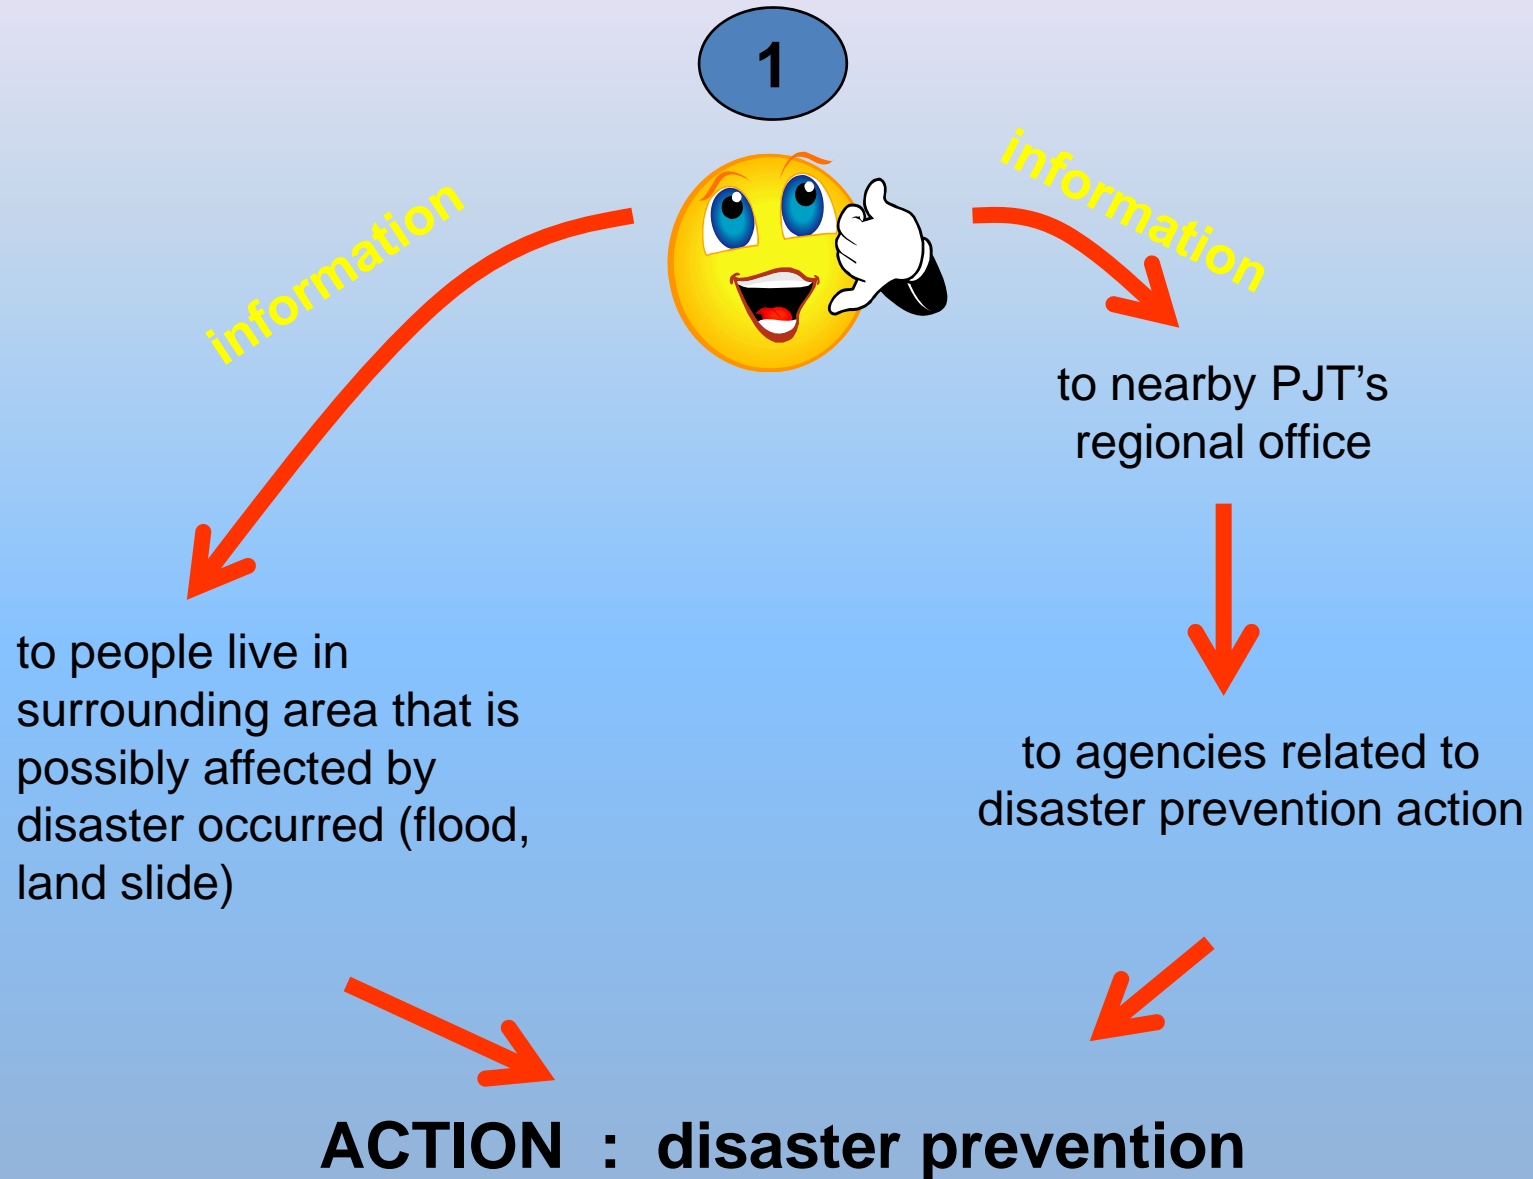 1
information
information
to nearby PJT’s
regional office
to people live in
surrounding area that is
possibly affected by
disaster occurred (flood,
land slide)
to agencies related to
disaster prevention action
ACTION : disaster prevention